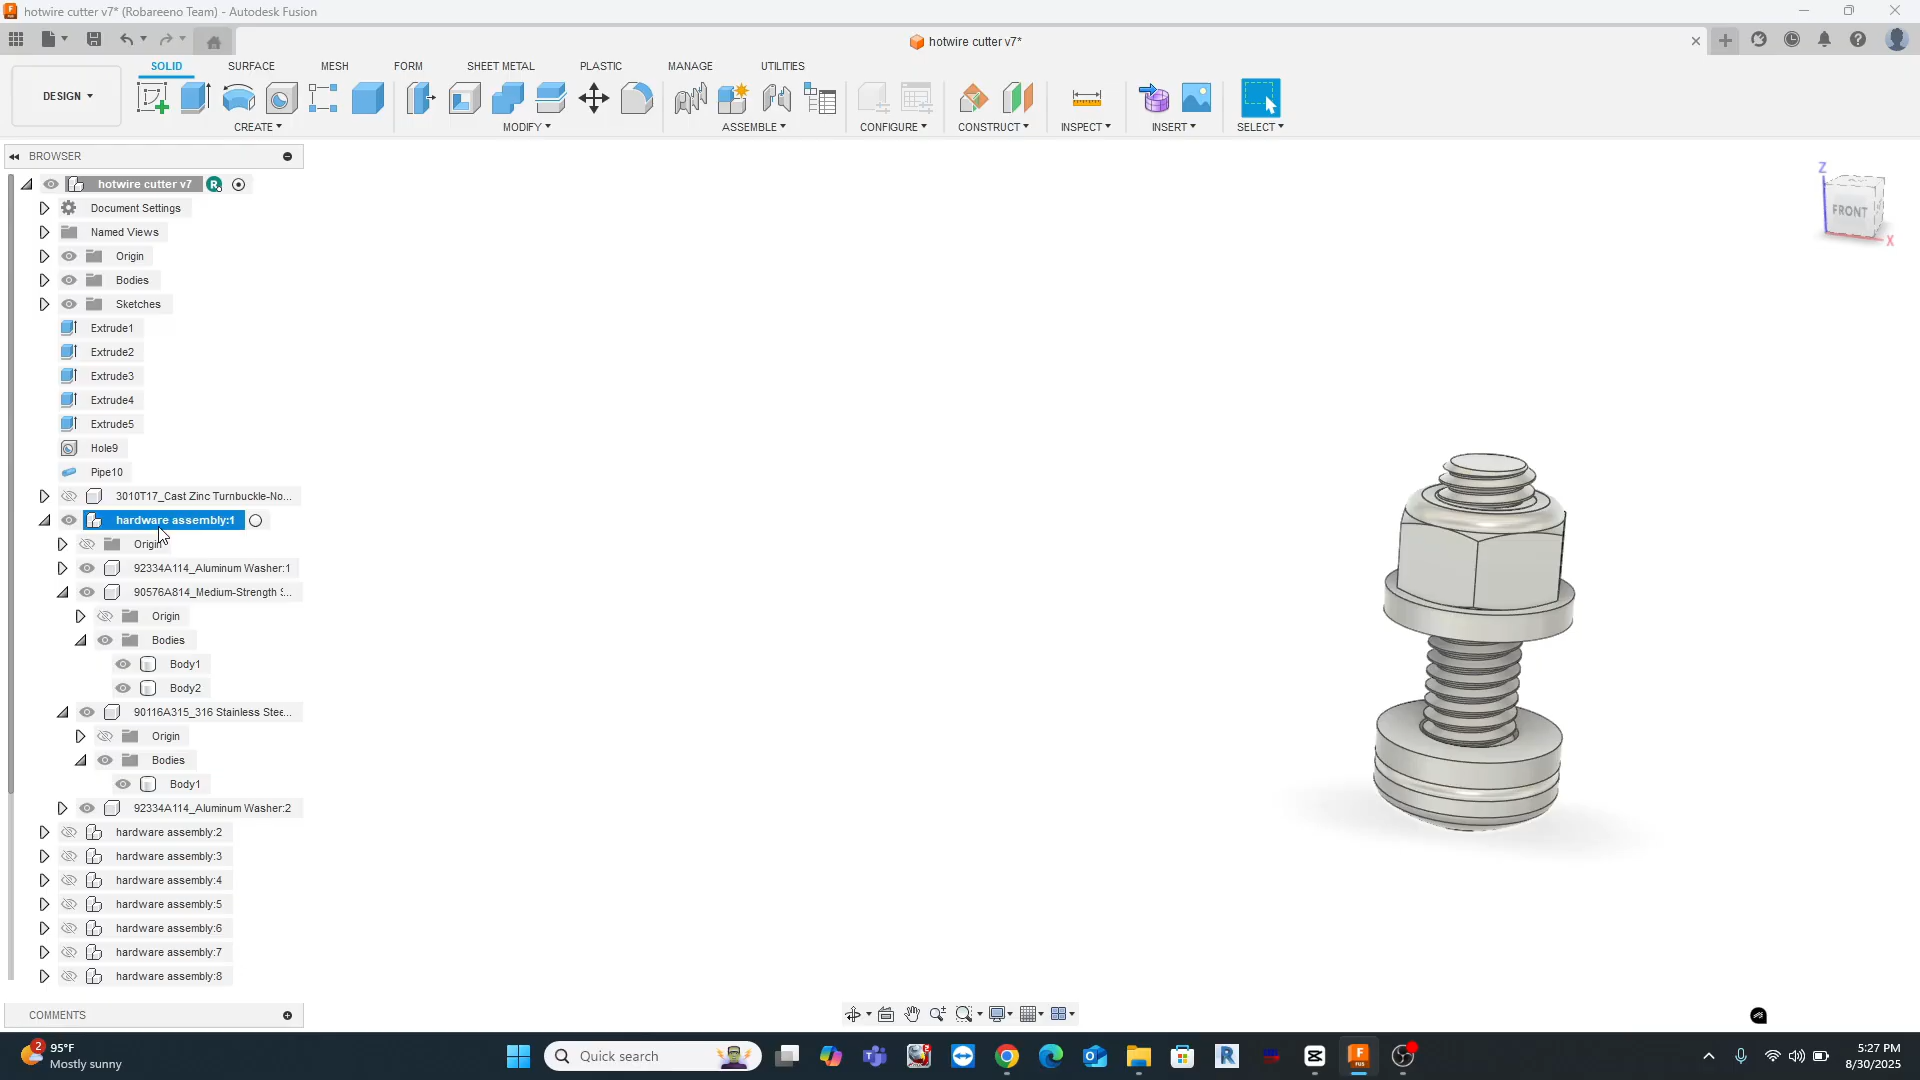 hotwire cutter v7* (Robareeno Team) - Autodesk Fusion
hotwire cutter v7*
DESIGN
SOLID SURFACE MESH FORM SHEET METAL PLASTIC MANAGE UTILITIES
CREATE MODIFY ASSEMBLE CONFIGURE CONSTRUCT INSPECT INSERT SELECT
BROWSER
hotwire cutter v7 R
Document Settings
Named Views
Origin
Bodies
Sketches
Extrude1
Extrude2
Extrude3
Extrude4
Extrude5
Hole9
Pipe10
3010T17_Cast Zinc Turnbuckle-No...
hardware assembly:1
Origin
92334A114_Aluminum Washer:1
90576A814_Medium-Strength S...
Origin
Bodies
Body1
Body2
90116A315_316 Stainless Stee...
Origin
Bodies
Body1
92334A114_Aluminum Washer:2
hardware assembly:2
hardware assembly:3
hardware assembly:4
hardware assembly:5
hardware assembly:6
hardware assembly:7
hardware assembly:8
Z
FRONT
X
COMMENTS
2
95°F
Mostly sunny
Quick search
5:27 PM
8/30/2025